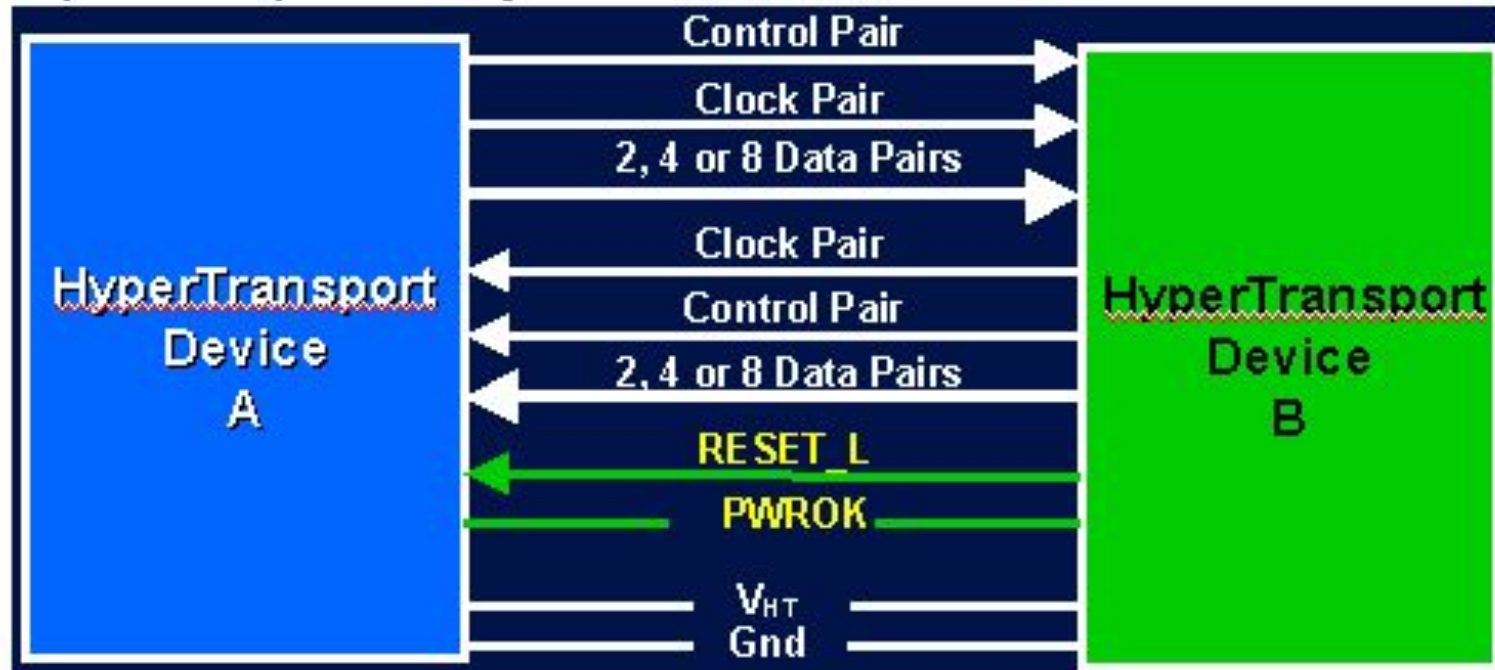 Control Pair
Clock Pair
2, 4 or 8 Data Pairs
Clock Pair
Control Pair
2, 4 or 8 Data Pairs
RESET_L
PWROK
VHT
Gnd
HyperTransport
Device
A
HyperTransport
Device
B